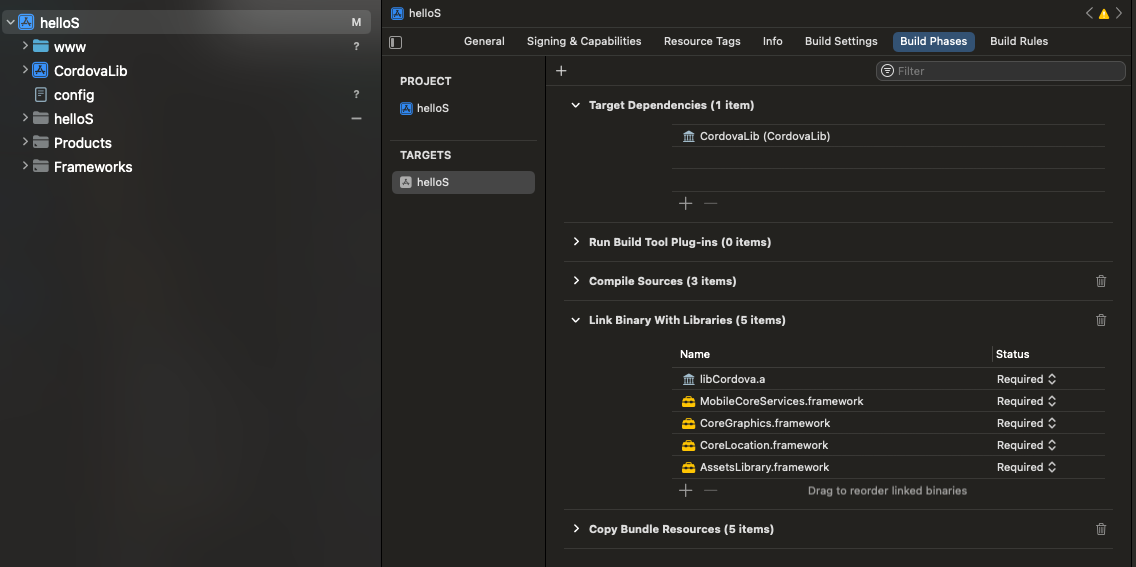 helloS M
www ?
CordovaLib
config ?
helloS —
Products
Frameworks
helloS
General Signing & Capabilities Resource Tags Info Build Settings Build Phases Build Rules
Filter
PROJECT
helloS
TARGETS
helloS
Target Dependencies (1 item)
CordovaLib (CordovaLib)
Run Build Tool Plug-ins (0 items)
Compile Sources (3 items)
Link Binary With Libraries (5 items)
Name Status
libCordova.a Required
MobileCoreServices.framework Required
CoreGraphics.framework Required
CoreLocation.framework Required
AssetsLibrary.framework Required
Drag to reorder linked binaries
Copy Bundle Resources (5 items)